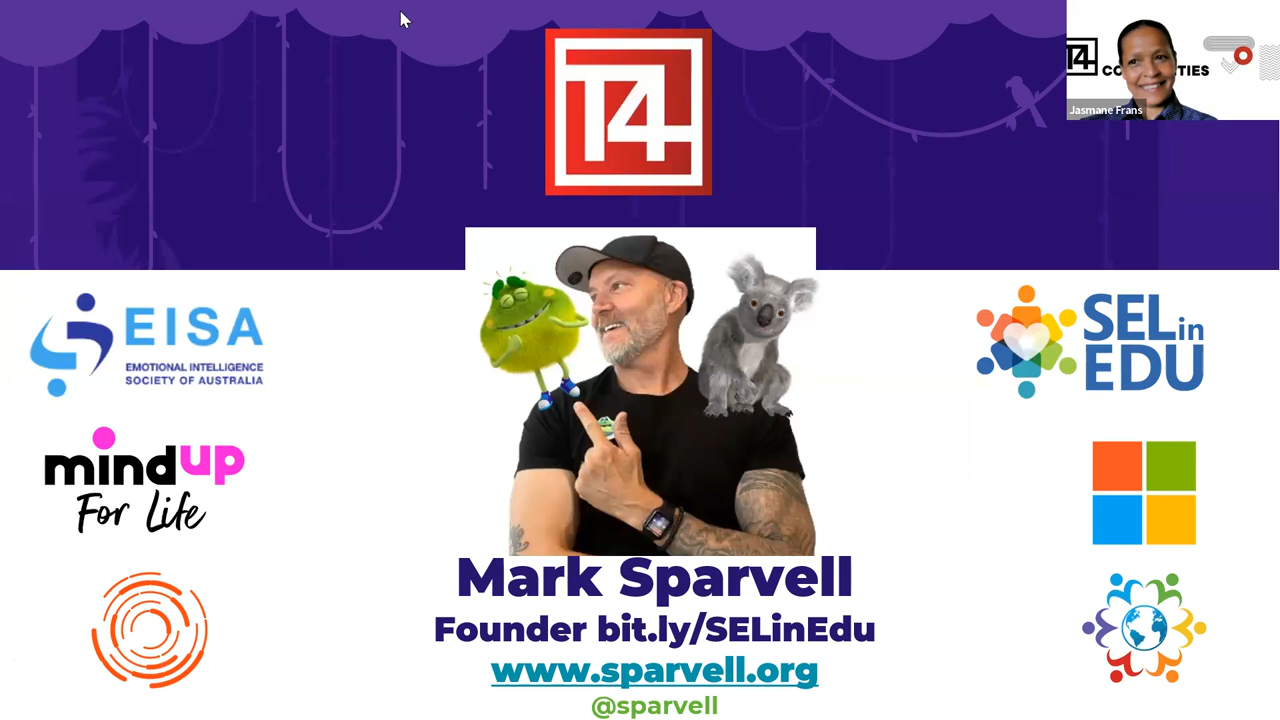 T4
T4 CO TIES
Jasmane Frans
EISA
EMOTIONAL INTELLIGENCE
SOCIETY OF AUSTRALIA
SEL in
EDU
mindup
For Life
Mark Sparvell
Founder bit.ly/SELinEdu
www.sparvell.org
@sparvell